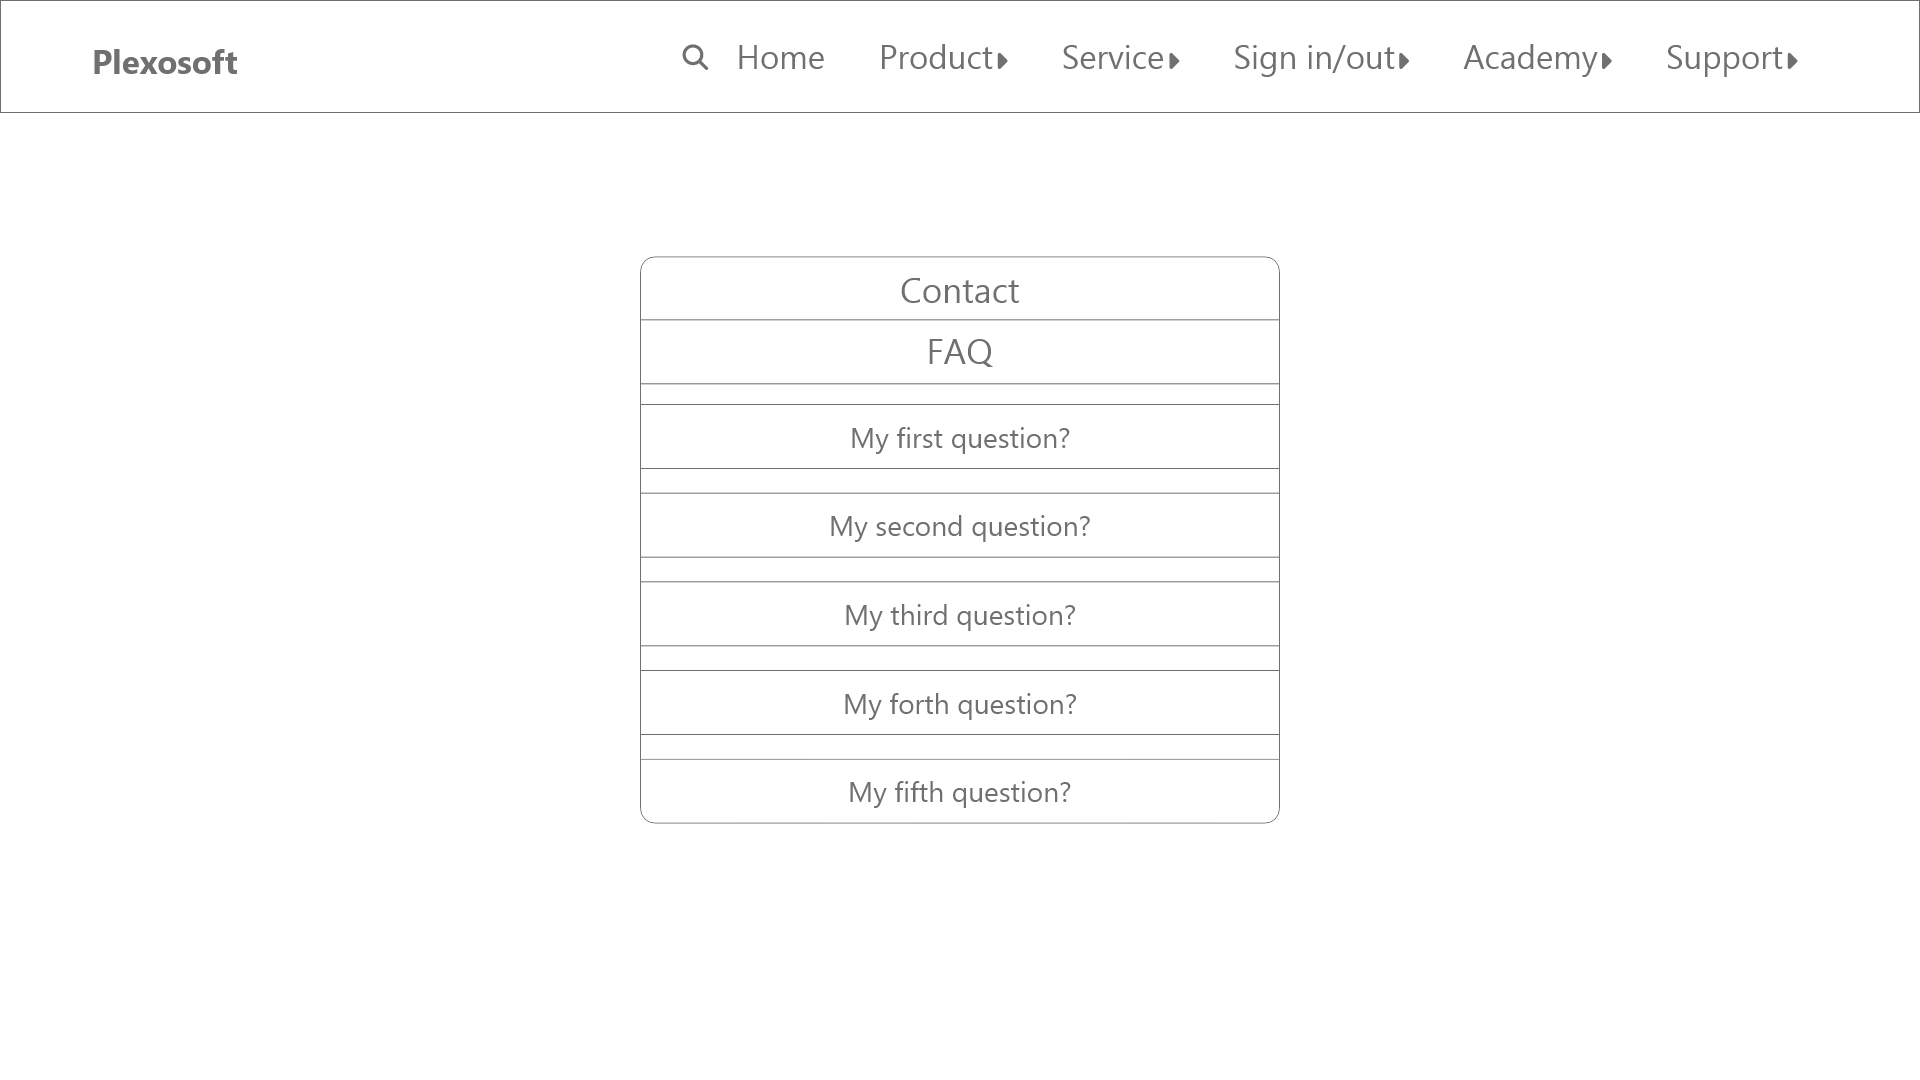 Plexosoft
Home Product Service Sign in/out Academy Support
Contact
FAQ
My first question?
My second question?
My third question?
My forth question?
My fifth question?